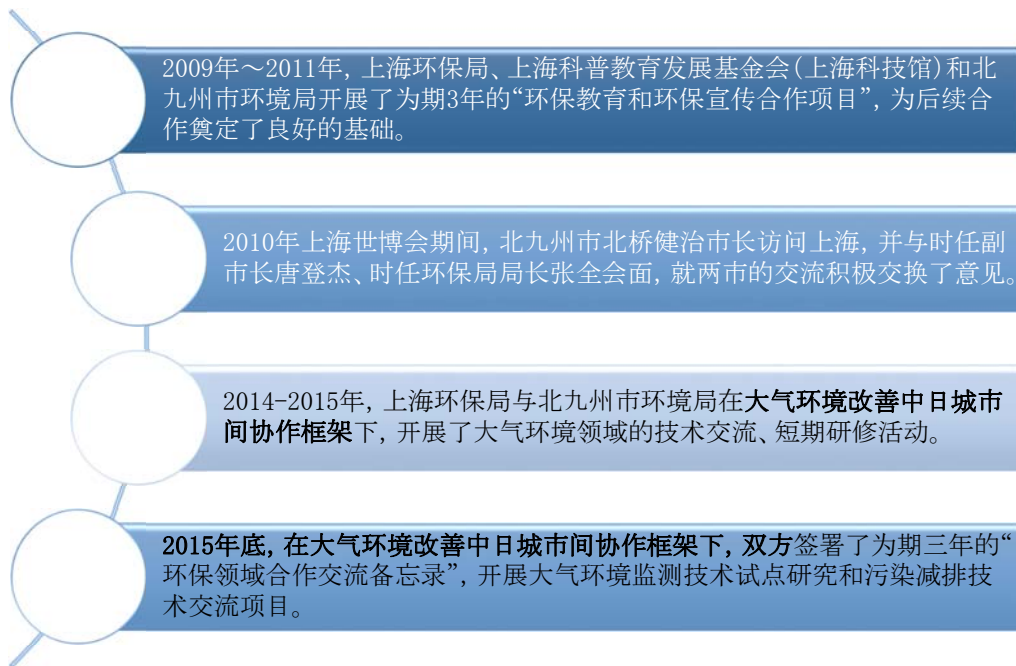 2009年～2011年, 上海环保局、上海科普教育发展基金会(上海科技馆)和北
九州市环境局开展了为期3年的“环保教育和环保宣传合作项目”, 为后续合
作奠定了良好的基础。
2010年上海世博会期间, 北九州市北桥健治市长访问上海, 并与时任副
市长唐登杰、时任环保局局长张全会面, 就两市的交流积极交换了意见。
2014-2015年, 上海环保局与北九州市环境局在大气环境改善中日城市
间协作框架下, 开展了大气环境领域的技术交流、短期研修活动。
2015年底, 在大气环境改善中日城市间协作框架下, 双方签署了为期三年的“
环保领域合作交流备忘录”, 开展大气环境监测技术试点研究和污染减排技
术交流项目。